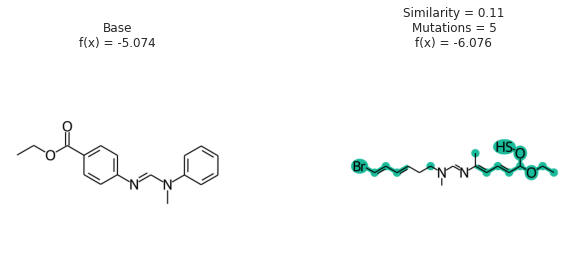 Base
f(x) = -5.074
Similarity = 0.11
Mutations = 5
f(x) = -6.076
O
O
N
N
Br
N
N
HS
O
O